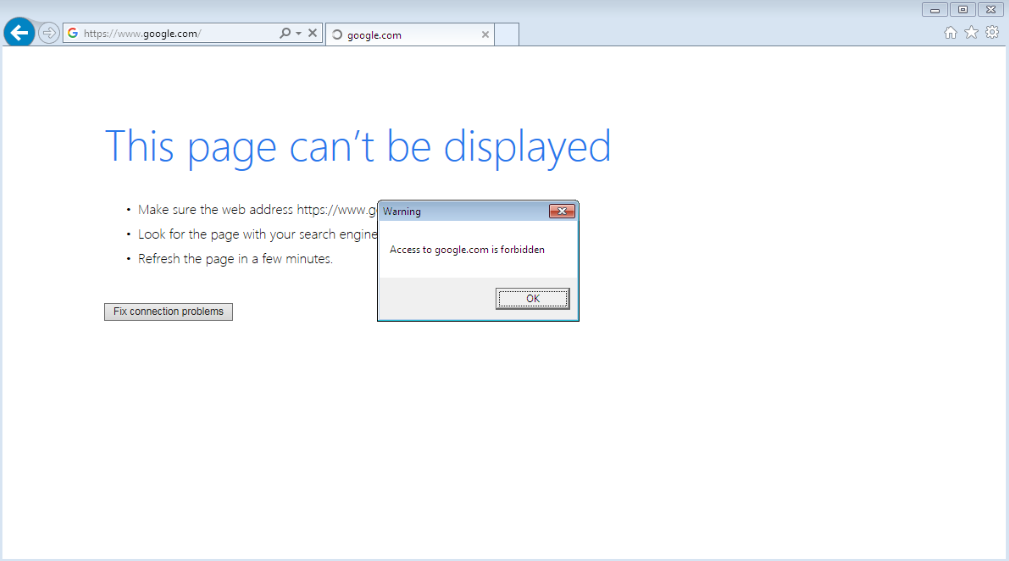 https://www.google.com/
google.com
This page can't be displayed
• Make sure the web address https://www.g
• Look for the page with your search engine
• Refresh the page in a few minutes.
Fix connection problems
Warning
Access to google.com is forbidden
OK